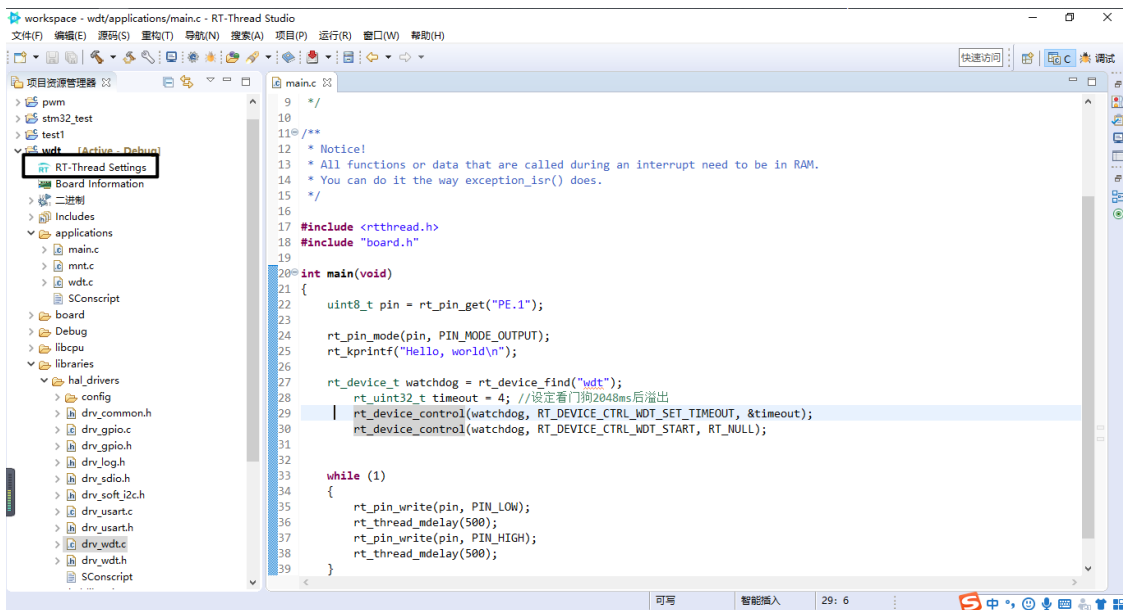 workspace - wdt/applications/main.c - RT-Thread Studio
文件(F) 编辑(E) 源码(S) 重构(T) 导航(N) 搜索(A) 项目(P) 运行(R) 窗口(W) 帮助(H)
快速访问 C 调试
项目资源管理器
pwm
stm32_test
test1
wdt [Active - Debug]
RT-Thread Settings
Board Information
二进制
Includes
applications
main.c
mnt.c
wdt.c
SConscript
board
Debug
libcpu
libraries
hal_drivers
config
drv_common.h
drv_gpio.c
drv_gpio.h
drv_log.h
drv_sdio.h
drv_soft_i2c.h
drv_usart.c
drv_usart.h
drv_wdt.c
drv_wdt.h
SConscript
main.c
9 */
10
11 /**
12 * Notice!
13 * All functions or data that are called during an interrupt need to be in RAM.
14 * You can do it the way exception_isr() does.
15 */
16
17 #include <rtthread.h>
18 #include "board.h"
19
20 int main(void)
21 {
22 uint8_t pin = rt_pin_get("PE.1");
23
24 rt_pin_mode(pin, PIN_MODE_OUTPUT);
25 rt_kprintf("Hello, world\n");
26
27 rt_device_t watchdog = rt_device_find("wdt");
28 rt_uint32_t timeout = 4; //设定看门狗2048ms后溢出
29 rt_device_control(watchdog, RT_DEVICE_CTRL_WDT_SET_TIMEOUT, &timeout);
30 rt_device_control(watchdog, RT_DEVICE_CTRL_WDT_START, RT_NULL);
31
32
33 while (1)
34 {
35 rt_pin_write(pin, PIN_LOW);
36 rt_thread_mdelay(500);
37 rt_pin_write(pin, PIN_HIGH);
38 rt_thread_mdelay(500);
39 }
可写 智能插入 29: 6
S 中